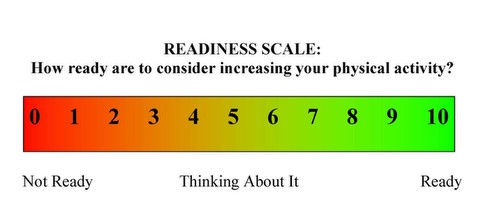 READINESS SCALE:
How ready are to consider increasing your physical activity?
0 1 2 3 4 5 6 7 8 9 10
Not Ready Thinking About It Ready